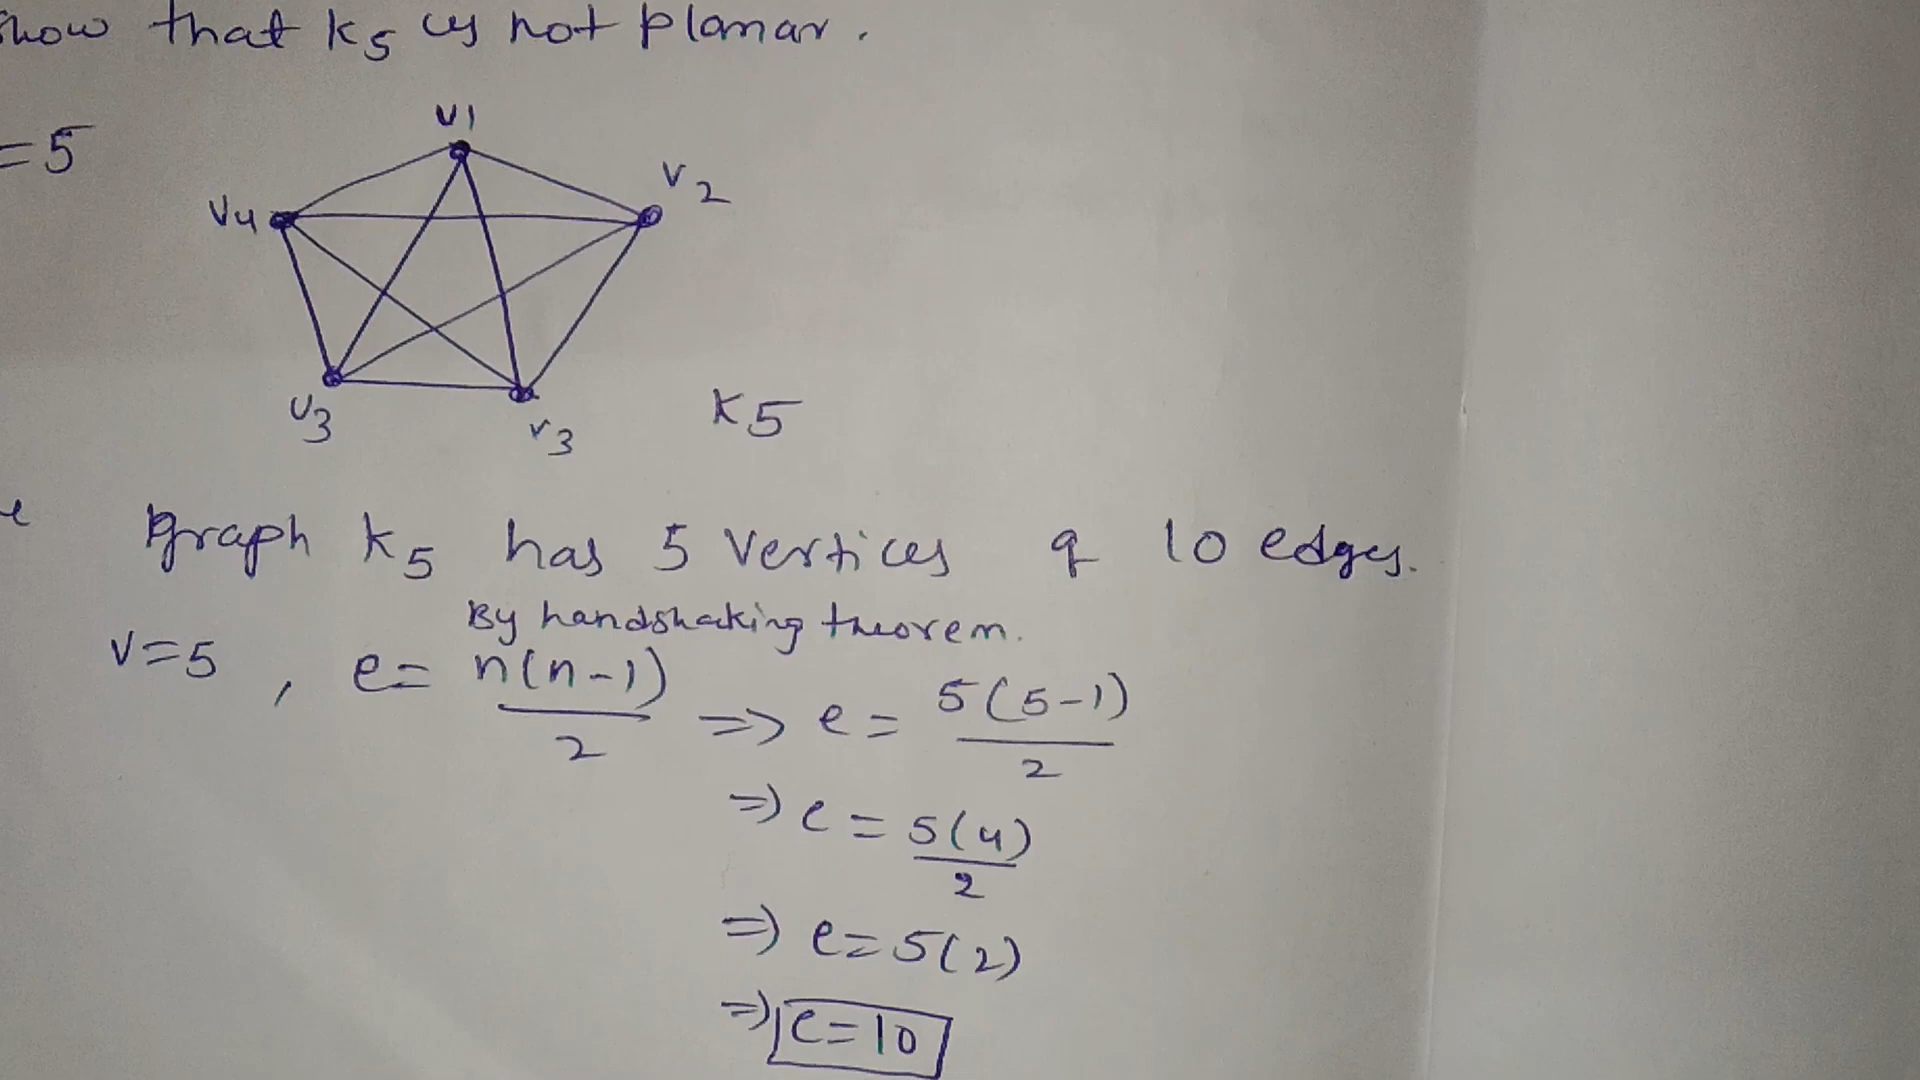 show that K5 is not planar.
=5
V1
V2
V4
V3
V3
K5
e graph K5 has 5 vertices & 10 edges.
By handshaking theorem.
V=5, e= n(n-1)/2 => e= 5(5-1)/2
=> e= 5(4)/2
=> e=5(2)
=> e=10